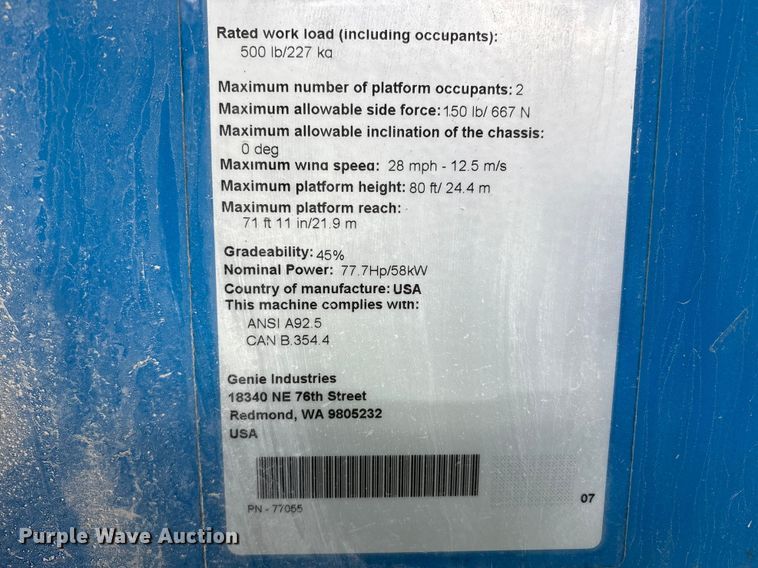 Rated work load (including occupants):
500 lb/227 kg
Maximum number of platform occupants: 2
Maximum allowable side force: 150 lb/ 667 N
Maximum allowable inclination of the chassis:
0 deg
Maximum wind speed: 28 mph - 12.5 m/s
Maximum platform height: 80 ft/ 24.4 m
Maximum platform reach:
71 ft 11 in/21.9 m
Gradeability: 45%
Nominal Power: 77.7Hp/58kW
Country of manufacture: USA
This machine complies with:
ANSI A92.5
CAN B.354.4
Genie Industries
18340 NE 76th Street
Redmond, WA 9805232
USA
PN - 77055
07
Purple Wave Auction